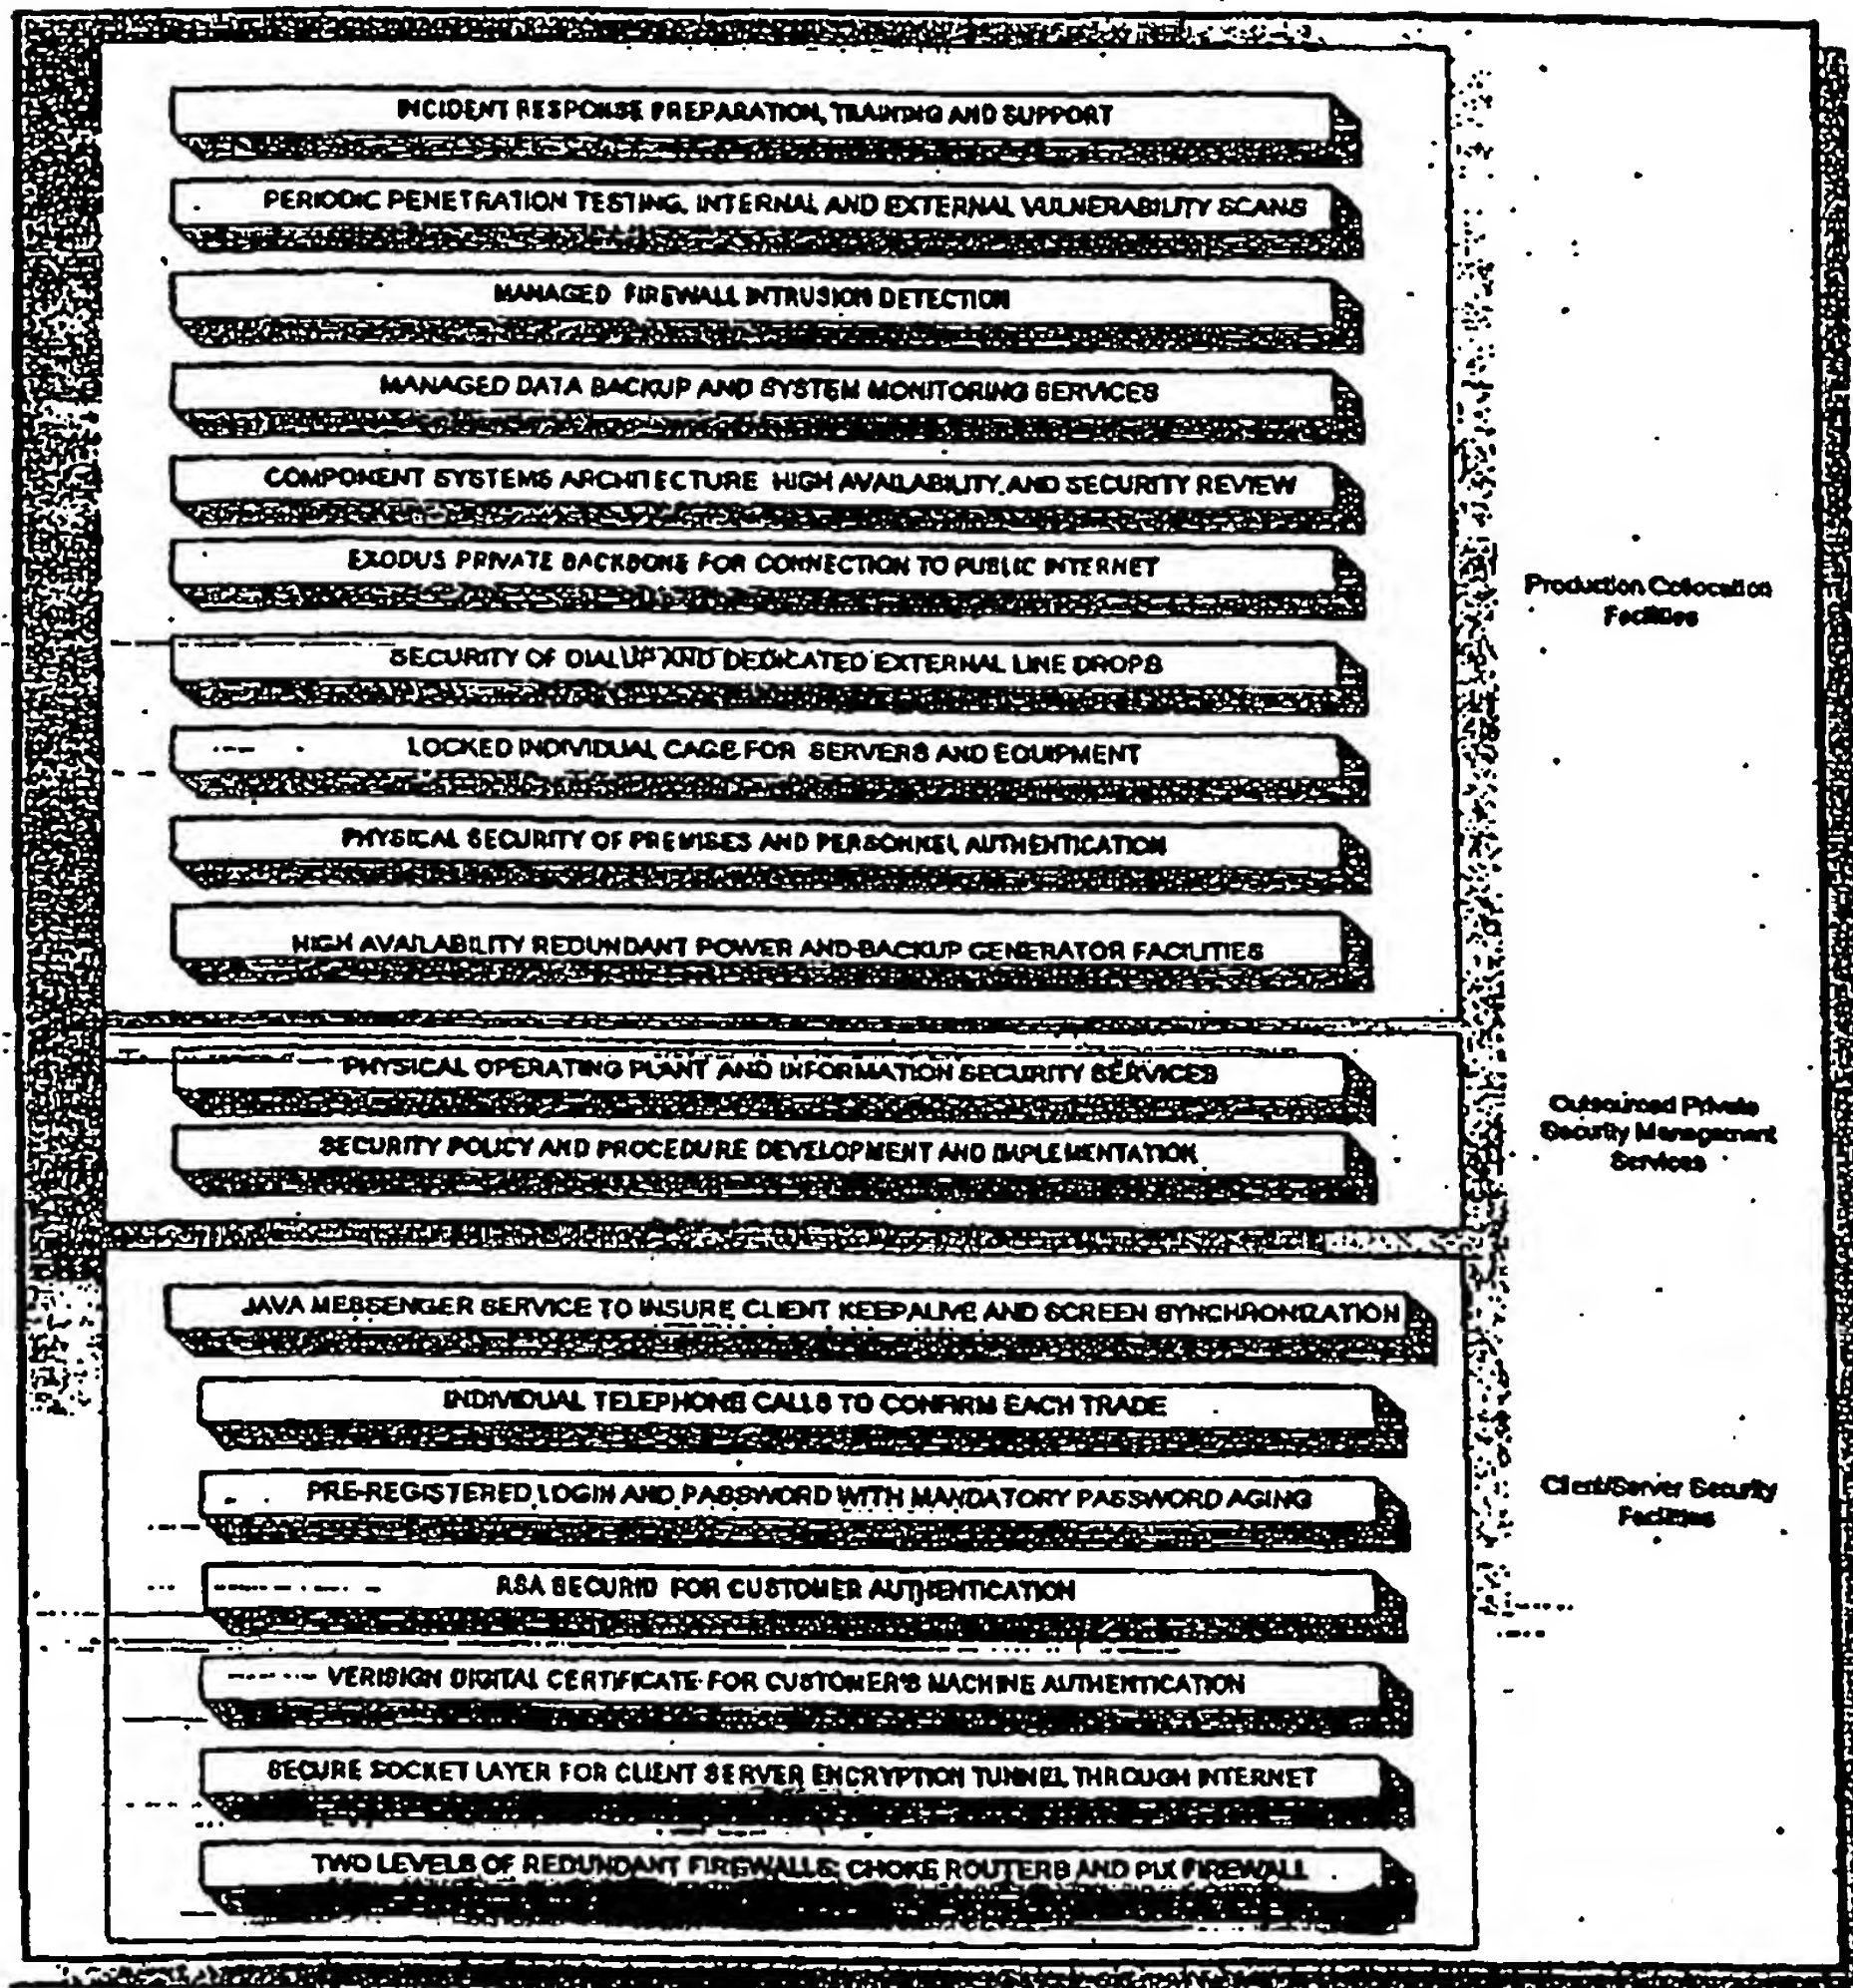 INCIDENT RESPONSE PREPARATION, TRAINING AND SUPPORT
PERIODIC PENETRATION TESTING, INTERNAL AND EXTERNAL VULNERABILITY SCANS
MANAGED FIREWALL INTRUSION DETECTION
MANAGED DATA BACKUP AND SYSTEM MONITORING SERVICES
COMPONENT SYSTEMS ARCHITECTURE HIGH AVAILABILITY AND SECURITY REVIEW
EXODUS PRIVATE BACKBONE FOR CONNECTION TO PUBLIC INTERNET
Production Collocation
Facilities
SECURITY OF DIALUP AND DEDICATED EXTERNAL LINE DROPS
LOCKED INDIVIDUAL CAGE FOR SERVERS AND EQUIPMENT
PHYSICAL SECURITY OF PREMISES AND PERSONNEL AUTHENTICATION
HIGH AVAILABILITY REDUNDANT POWER AND BACKUP GENERATOR FACILITIES
PHYSICAL OPERATING PLANT AND INFORMATION SECURITY SERVICES
SECURITY POLICY AND PROCEDURE DEVELOPMENT AND IMPLEMENTATION
Outsourced Private
Security Management
Services
JAVA MESSENGER SERVICE TO INSURE CLIENT KEEPALIVE AND SCREEN SYNCHRONIZATION
INDIVIDUAL TELEPHONE CALLS TO CONFIRM EACH TRADE
PRE-REGISTERED LOGIN AND PASSWORD WITH MANDATORY PASSWORD AGING
Client/Server Security
Facilities
RSA SECURID FOR CUSTOMER AUTHENTICATION
VERISIGN DIGITAL CERTIFICATE FOR CUSTOMER'S MACHINE AUTHENTICATION
SECURE SOCKET LAYER FOR CLIENT SERVER ENCRYPTION TUNNEL THROUGH INTERNET
TWO LEVELS OF REDUNDANT FIREWALLS: CHOKE ROUTERS AND PIX FIREWALL